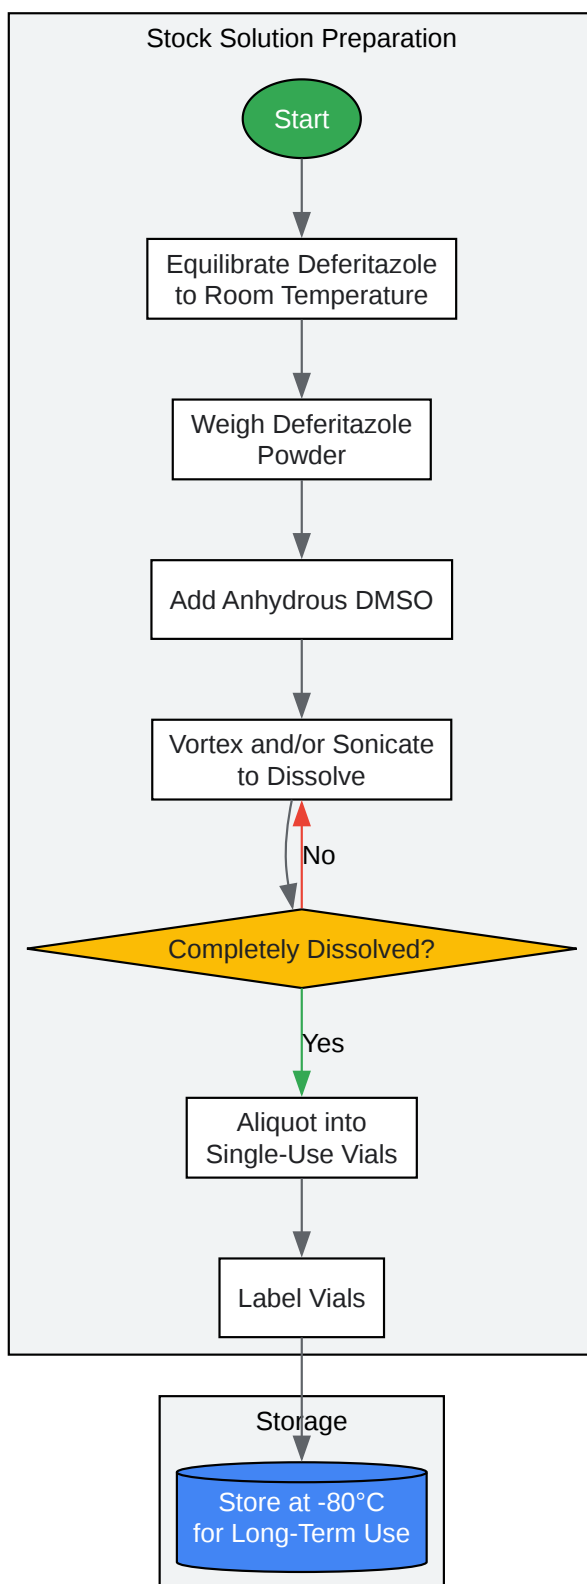 Stock Solution Preparation
Start
Equilibrate Deferitazole
to Room Temperature
Weigh Deferitazole
Powder
Add Anhydrous DMSO
Vortex and/or Sonicate
to Dissolve
No
Completely Dissolved?
Yes
Aliquot into
Single-Use Vials
Label Vials
Storage
Store at -80°C
for Long-Term Use